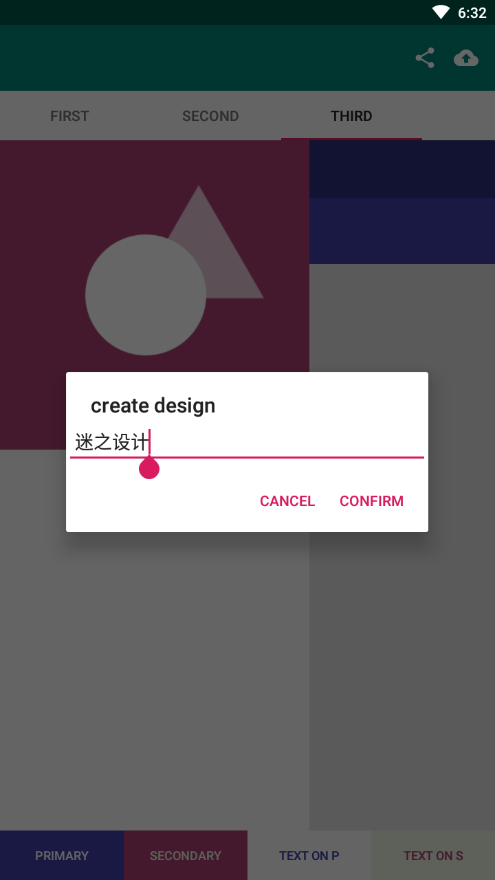 6:32
FIRST SECOND THIRD
create design
迷之设计
CANCEL CONFIRM
PRIMARY SECONDARY TEXT ON P TEXT ON S